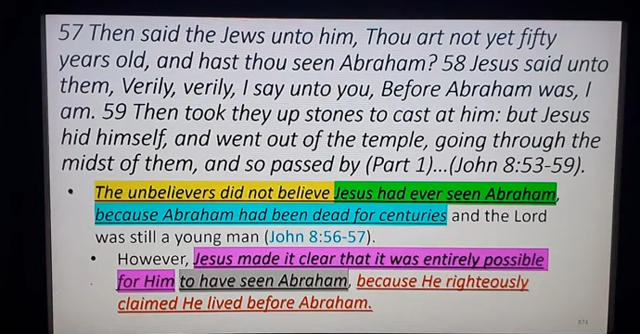 57 Then said the Jews unto him, Thou art not yet fifty
years old, and hast thou seen Abraham? 58 Jesus said unto
them, Verily, verily, I say unto you, Before Abraham was, I
am. 59 Then took they up stones to cast at him: but Jesus
hid himself, and went out of the temple, going through the
midst of them, and so passed by (Part 1)...(John 8:53-59).
• The unbelievers did not believe Jesus had ever seen Abraham,
because Abraham had been dead for centuries and the Lord
was still a young man (John 8:56-57).
• However, Jesus made it clear that it was entirely possible
for Him to have seen Abraham, because He righteously
claimed He lived before Abraham.